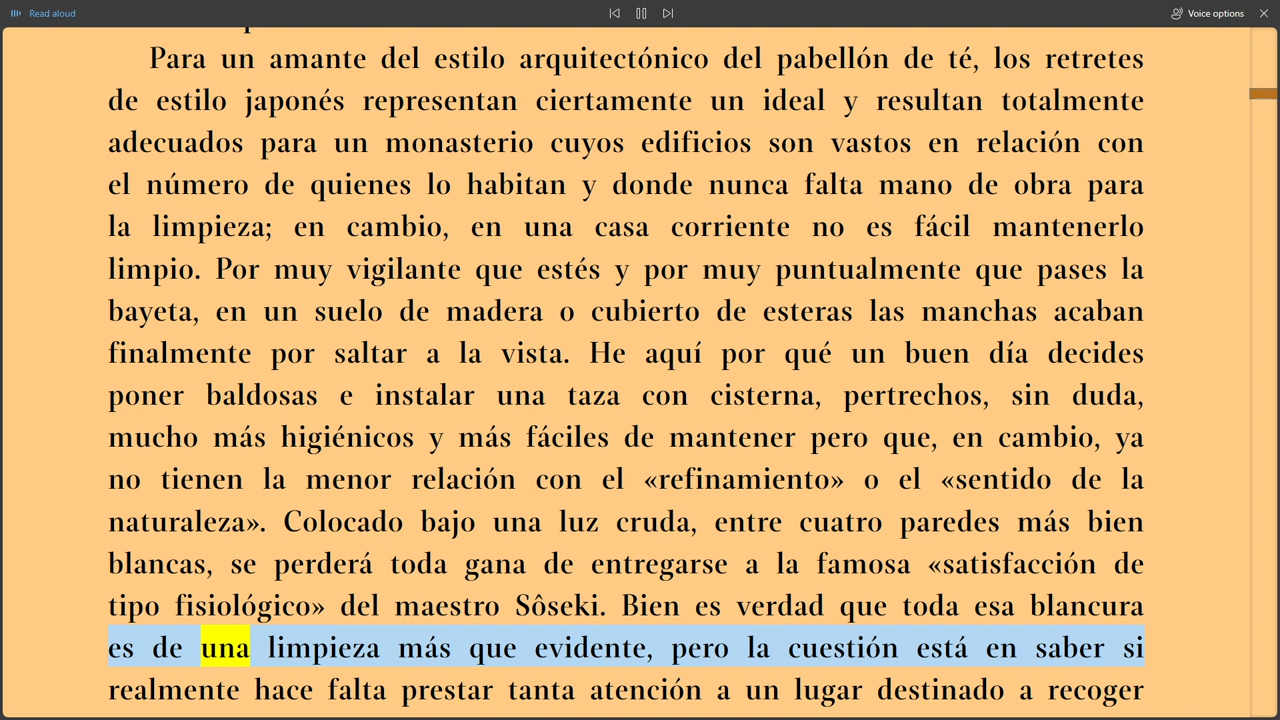 Read aloud
Voice options
Para un amante del estilo arquitectónico del pabellón de té, los retretes
de estilo japonés representan ciertamente un ideal y resultan totalmente
adecuados para un monasterio cuyos edificios son vastos en relación con
el número de quienes lo habitan y donde nunca falta mano de obra para
la limpieza; en cambio, en una casa corriente no es fácil mantenerlo
limpio. Por muy vigilante que estés y por muy puntualmente que pases la
bayeta, en un suelo de madera o cubierto de esteras las manchas acaban
finalmente por saltar a la vista. He aquí por qué un buen día decides
poner baldosas e instalar una taza con cisterna, pertrechos, sin duda,
mucho más higiénicos y más fáciles de mantener pero que, en cambio, ya
no tienen la menor relación con el «refinamiento» o el «sentido de la
naturaleza». Colocado bajo una luz cruda, entre cuatro paredes más bien
blancas, se perderá toda gana de entregarse a la famosa «satisfacción de
tipo fisiológico» del maestro Sôseki. Bien es verdad que toda esa blancura
es de una limpieza más que evidente, pero la cuestión está en saber si
realmente hace falta prestar tanta atención a un lugar destinado a recoger